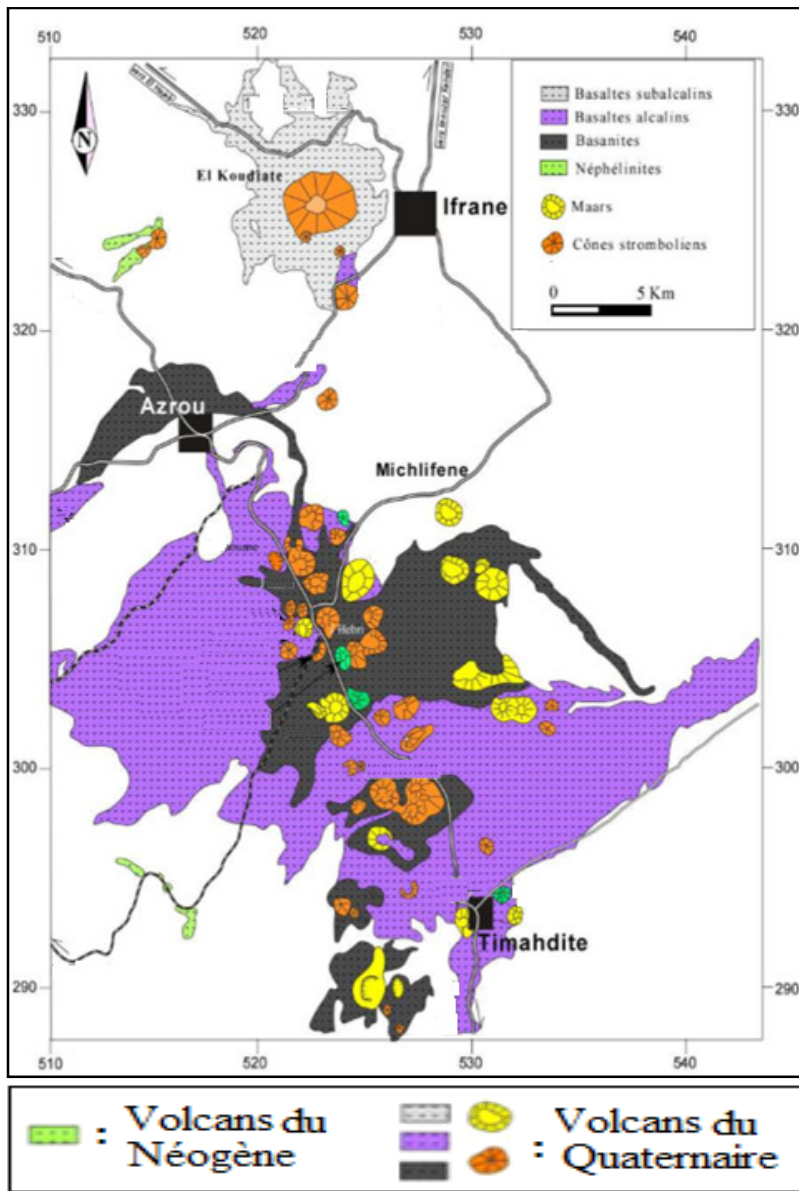 510
520
530
540
330
320
310
300
290
330
320
310
300
290
N
Basaltes subalcalins
Basaltes alcalins
Basanites
Néphélinites
Maars
Cônes stromboliens
0 5 Km
El Koudiate
Ifrane
Azrou
Michlifene
Hebri
Timahdite
510
520
530
540
: Volcans du
Néogène
: Volcans du
Quaternaire